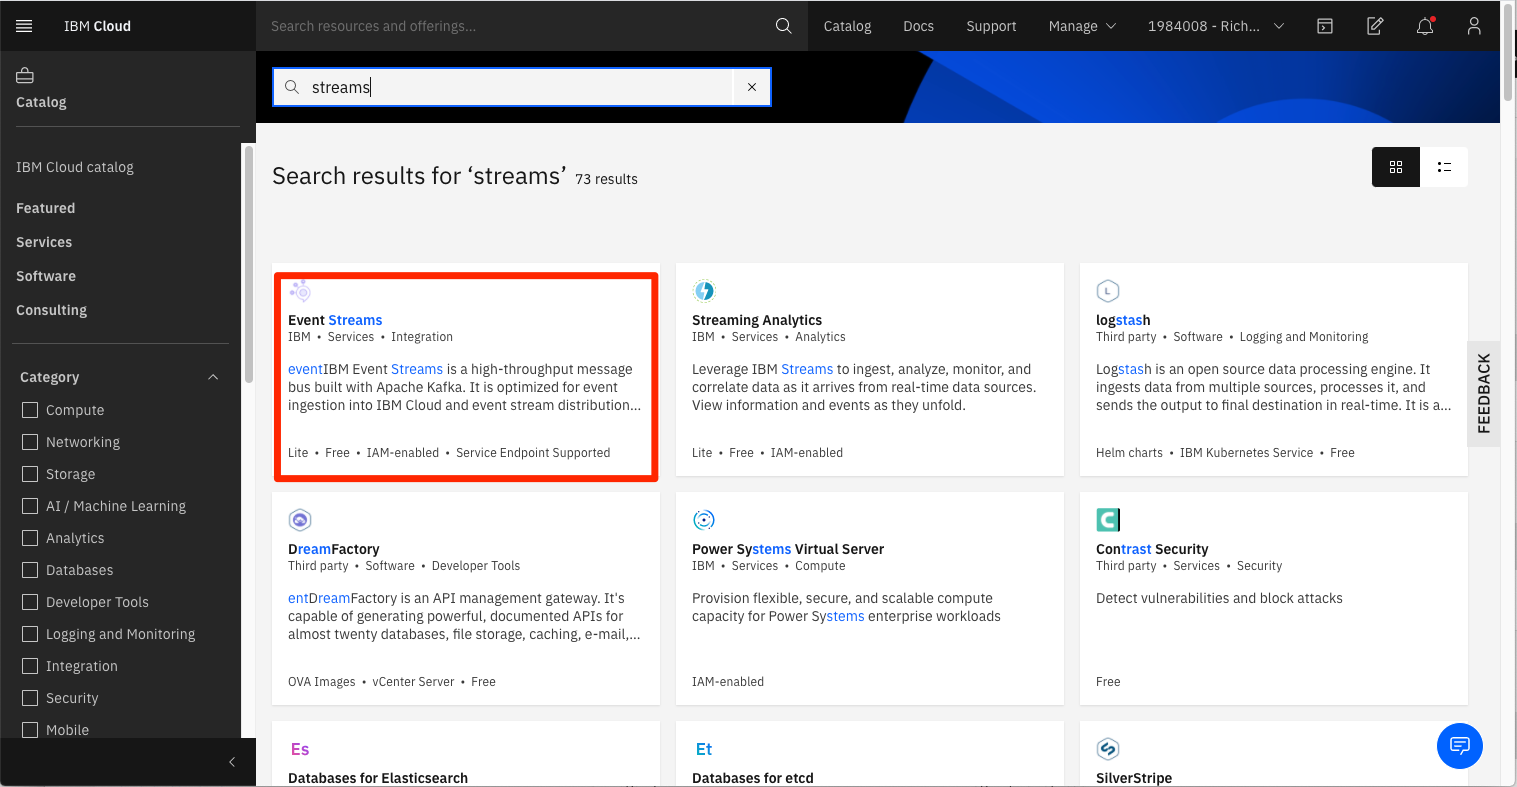 IBM Cloud
Search resources and offerings...
Catalog
Docs
Support
Manage
1984008 - Rich...
Catalog
IBM Cloud catalog
Featured
Services
Software
Consulting
Category
Compute
Networking
Storage
AI / Machine Learning
Analytics
Databases
Developer Tools
Logging and Monitoring
Integration
Security
Mobile
streams
Search results for ‘streams’ 73 results
Event Streams
IBM • Services • Integration
eventIBM Event Streams is a high-throughput message
bus built with Apache Kafka. It is optimized for event
ingestion into IBM Cloud and event stream distribution...
Lite • Free • IAM-enabled • Service Endpoint Supported
Streaming Analytics
IBM • Services • Analytics
Leverage IBM Streams to ingest, analyze, monitor, and
correlate data as it arrives from real-time data sources.
View information and events as they unfold.
Lite • Free • IAM-enabled
L
logstash
Third party • Software • Logging and Monitoring
Logstash is an open source data processing engine. It
ingests data from multiple sources, processes it, and
sends the output to final destination in real-time. It is a...
Helm charts • IBM Kubernetes Service • Free
DreamFactory
Third party • Software • Developer Tools
entDreamFactory is an API management gateway. It's
capable of generating powerful, documented APIs for
almost twenty databases, file storage, caching, e-mail,...
OVA Images • vCenter Server • Free
Power Systems Virtual Server
IBM • Services • Compute
Provision flexible, secure, and scalable compute
capacity for Power Systems enterprise workloads
IAM-enabled
C
Contrast Security
Third party • Services • Security
Detect vulnerabilities and block attacks
Free
Es
Databases for Elasticsearch
Et
Databases for etcd
SilverStripe
FEEDBACK